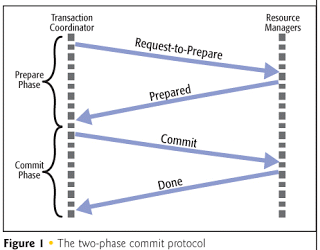 Transaction
Coordinator
Resource
Managers
Request-to-Prepare
Prepare
Phase
Prepared
Commit
Commit
Phase
Done
Figure 1 • The two-phase commit protocol